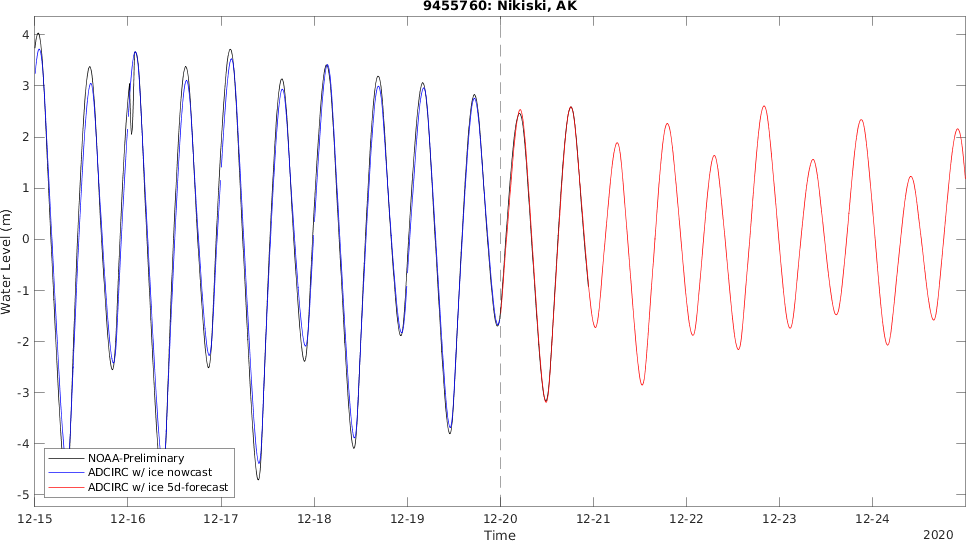 9455760: Nikiski, AK
4
3
2
1
0
-1
-2
-3
-4
-5
Water Level (m)
NOAA-Preliminary
ADCIRC w/ ice nowcast
ADCIRC w/ ice 5d-forecast
12-15 12-16 12-17 12-18 12-19 12-20 12-21 12-22 12-23 12-24
Time
2020